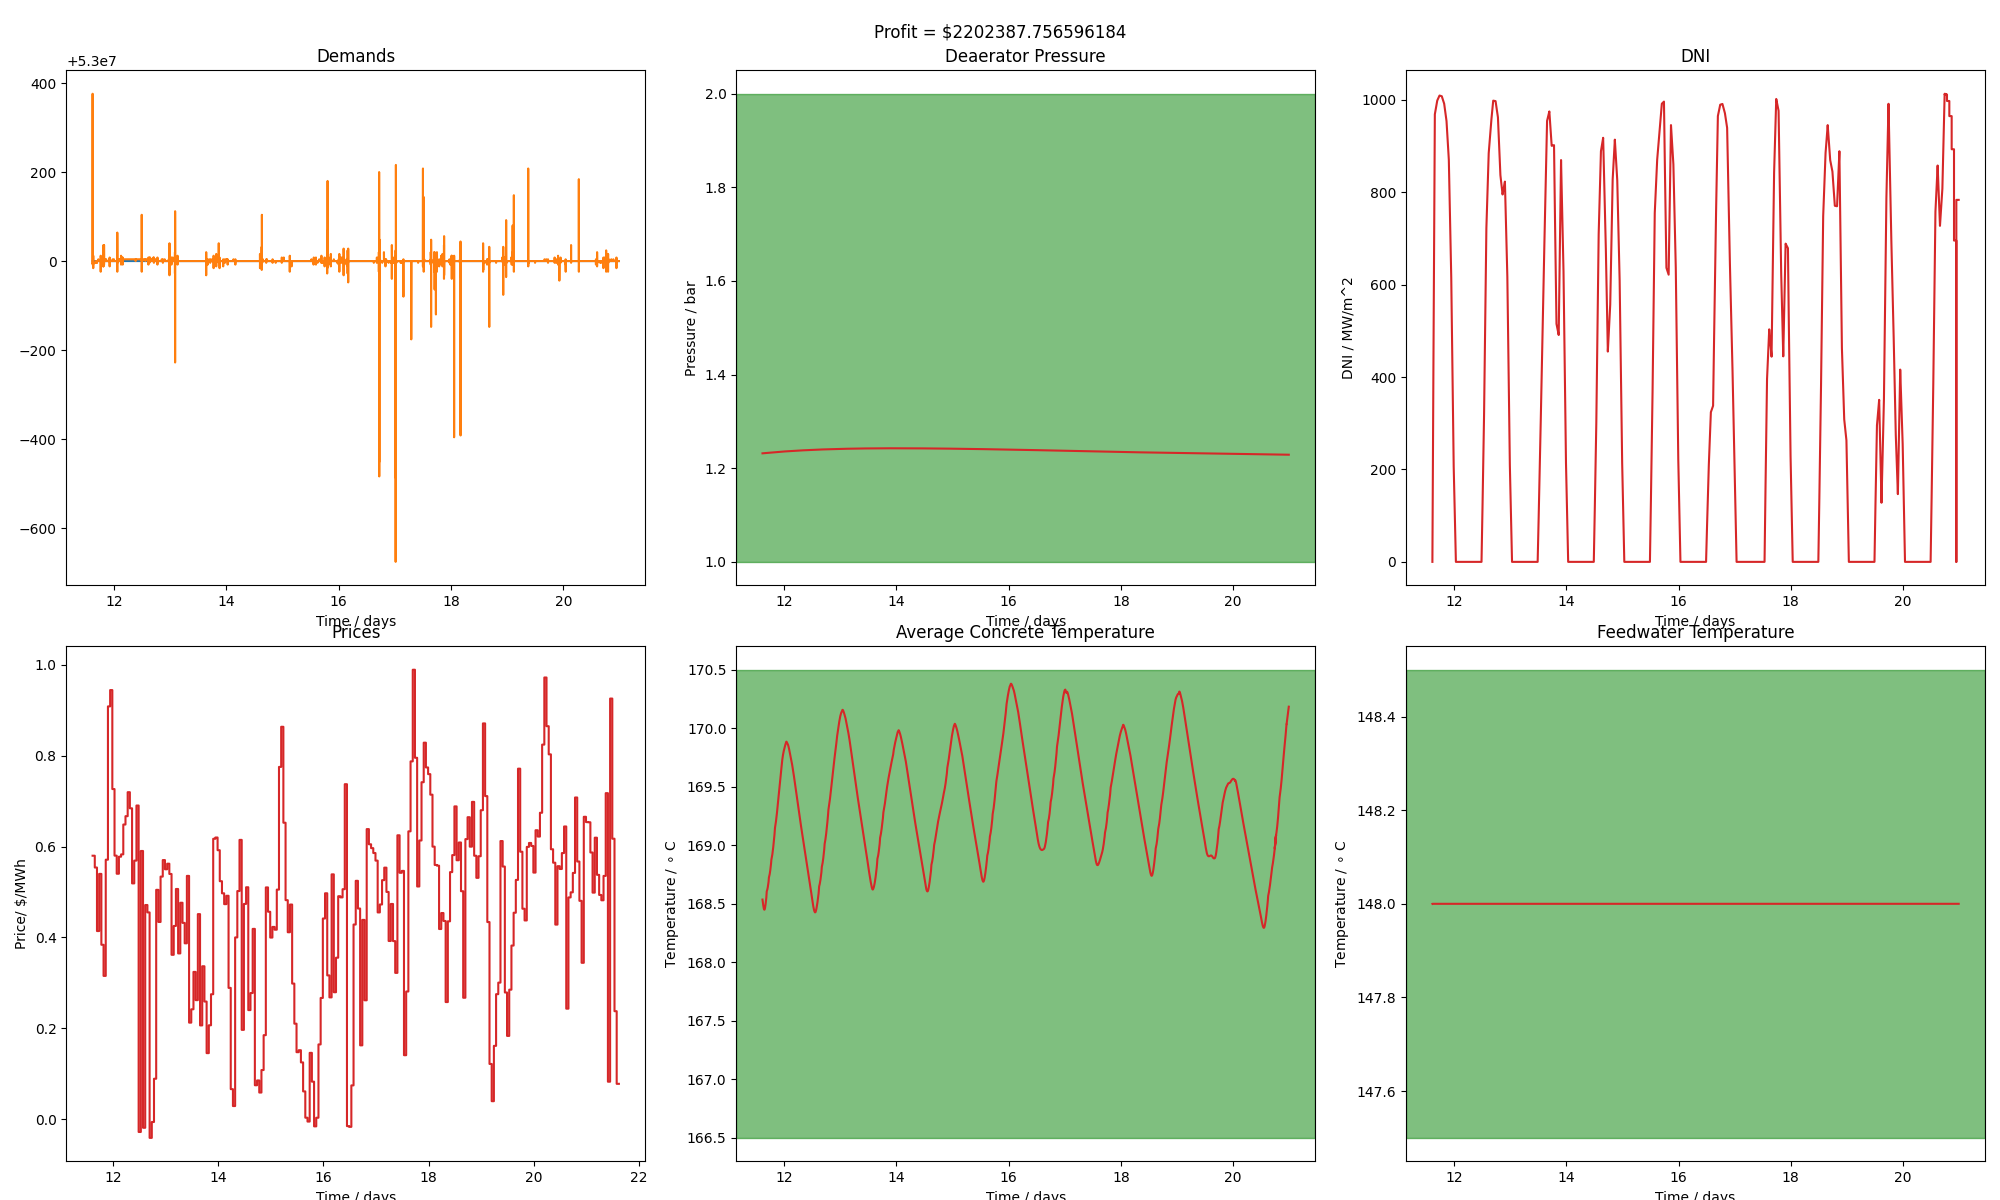 Profit = $2202387.756596184
Demands
+5.3e7
400
200
0
−200
−400
−600
12 14 16 18 20
Time / days
Deaerator Pressure
Pressure / bar
2.0
1.8
1.6
1.4
1.2
1.0
12 14 16 18 20
Time / days
DNI
DNI / MW/m^2
1000
800
600
400
200
0
12 14 16 18 20
Time / days
Prices
Price/ $/MWh
1.0
0.8
0.6
0.4
0.2
0.0
12 14 16 18 20 22
Time / days
Average Concrete Temperature
Temperature / ∘ C
170.5
170.0
169.5
169.0
168.5
168.0
167.5
167.0
166.5
12 14 16 18 20
Time / days
Feedwater Temperature
Temperature / ∘ C
148.4
148.2
148.0
147.8
147.6
12 14 16 18 20
Time / days